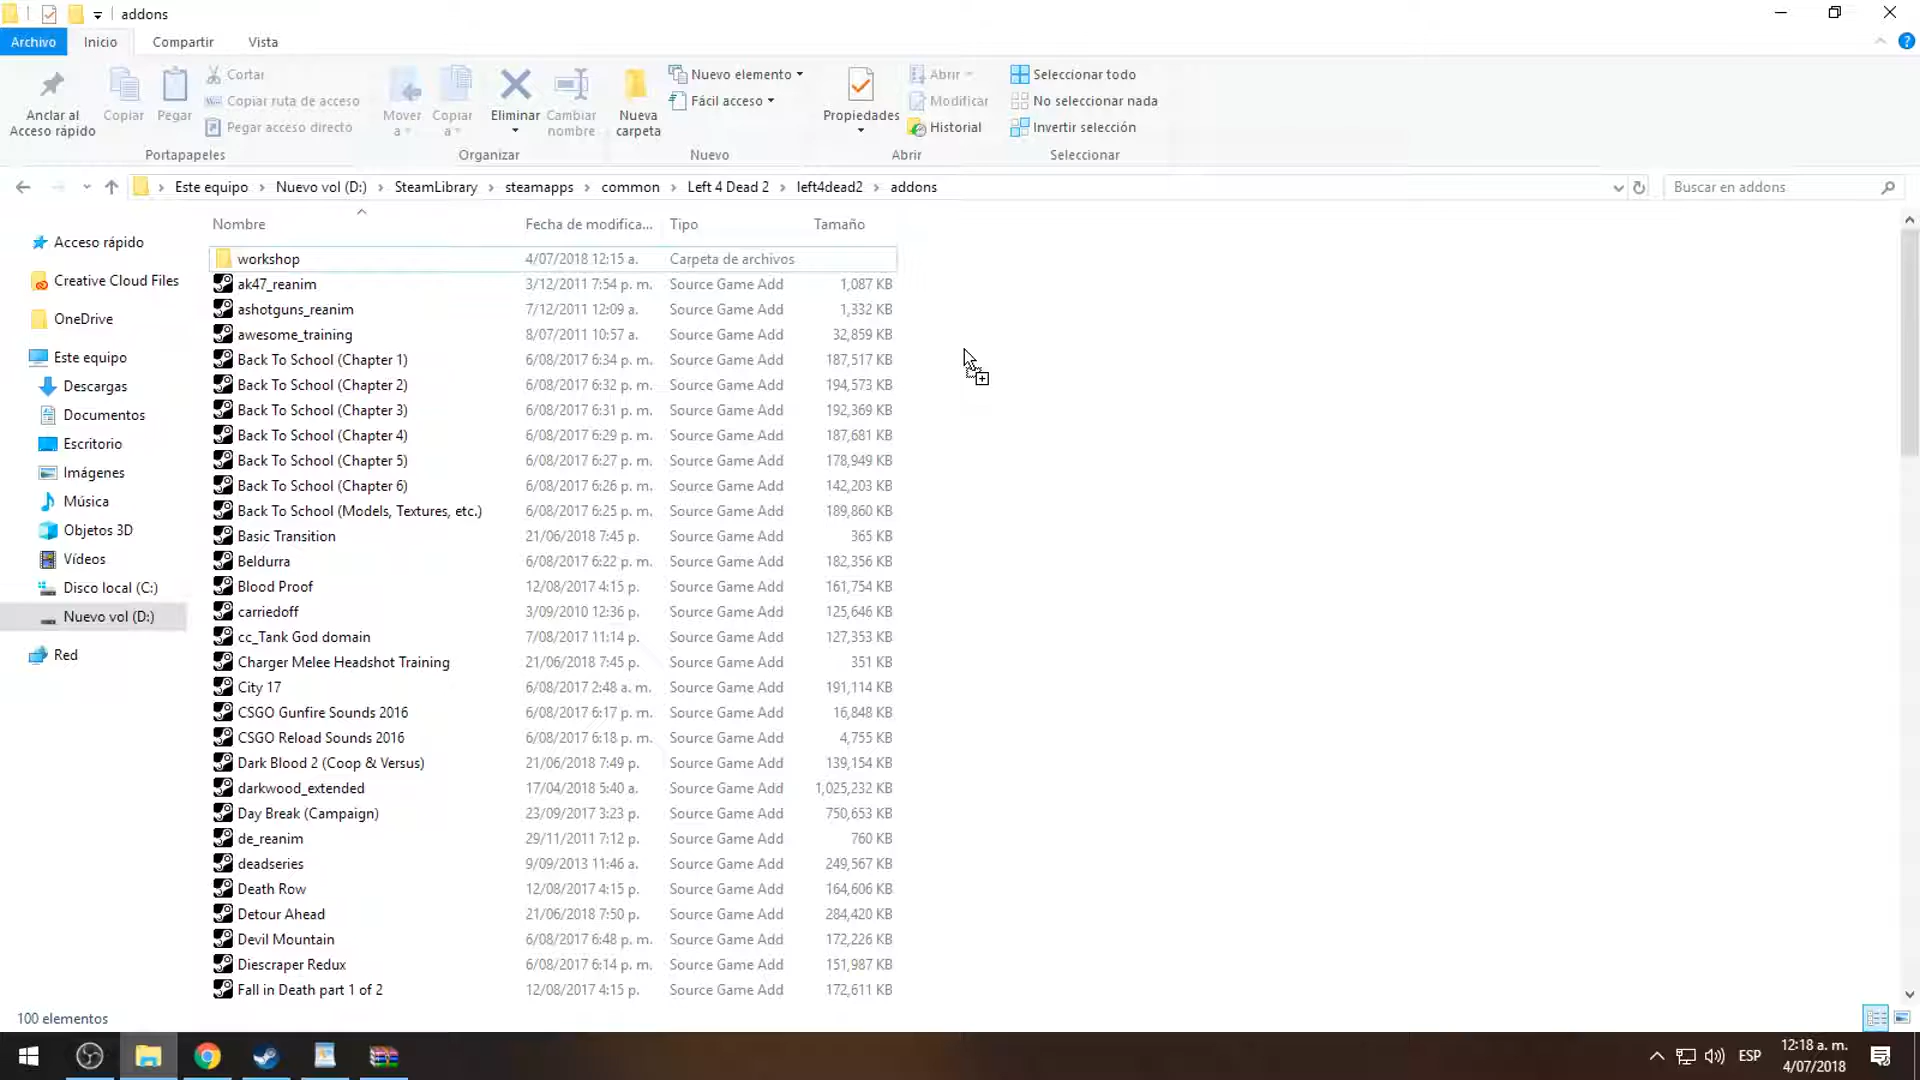 addons
Archivo Inicio Compartir Vista
Anclar al Acceso rápido
Copiar
Pegar
Cortar
Copiar ruta de acceso
Pegar acceso directo
Portapapeles
Mover a
Copiar a
Eliminar
Cambiar nombre
Organizar
Nueva carpeta
Nuevo elemento
Fácil acceso
Nuevo
Propiedades
Abrir
Modificar
Historial
Abrir
Seleccionar todo
No seleccionar nada
Invertir selección
Seleccionar
Este equipo > Nuevo vol (D:) > SteamLibrary > steamapps > common > Left 4 Dead 2 > left4dead2 > addons
Buscar en addons
Acceso rápido
Creative Cloud Files
OneDrive
Este equipo
Descargas
Documentos
Escritorio
Imágenes
Música
Objetos 3D
Vídeos
Disco local (C:)
Nuevo vol (D:)
Red
Nombre Fecha de modifica... Tipo Tamaño
workshop 4/07/2018 12:15 a. Carpeta de archivos
ak47_reanim 3/12/2011 7:54 p. m. Source Game Add 1,087 KB
ashotguns_reanim 7/12/2011 12:09 a. Source Game Add 1,332 KB
awesome_training 8/07/2011 10:57 a. Source Game Add 32,859 KB
Back To School (Chapter 1) 6/08/2017 6:34 p. m. Source Game Add 187,517 KB
Back To School (Chapter 2) 6/08/2017 6:32 p. m. Source Game Add 194,573 KB
Back To School (Chapter 3) 6/08/2017 6:31 p. m. Source Game Add 192,369 KB
Back To School (Chapter 4) 6/08/2017 6:29 p. m. Source Game Add 187,681 KB
Back To School (Chapter 5) 6/08/2017 6:27 p. m. Source Game Add 178,949 KB
Back To School (Chapter 6) 6/08/2017 6:26 p. m. Source Game Add 142,203 KB
Back To School (Models, Textures, etc.) 6/08/2017 6:25 p. m. Source Game Add 189,860 KB
Basic Transition 21/06/2018 7:45 p. Source Game Add 365 KB
Beldurra 6/08/2017 6:22 p. m. Source Game Add 182,356 KB
Blood Proof 12/08/2017 4:15 p. Source Game Add 161,754 KB
carriedoff 3/09/2010 12:36 p. Source Game Add 125,646 KB
cc_Tank God domain 7/08/2017 11:14 p. Source Game Add 127,353 KB
Charger Melee Headshot Training 21/06/2018 7:45 p. Source Game Add 351 KB
City 17 6/08/2017 2:48 a. m. Source Game Add 191,114 KB
CSGO Gunfire Sounds 2016 6/08/2017 6:17 p. m. Source Game Add 16,848 KB
CSGO Reload Sounds 2016 6/08/2017 6:18 p. m. Source Game Add 4,755 KB
Dark Blood 2 (Coop & Versus) 21/06/2018 7:49 p. Source Game Add 139,154 KB
darkwood_extended 17/04/2018 5:40 a. Source Game Add 1,025,232 KB
Day Break (Campaign) 23/09/2017 3:23 p. Source Game Add 750,653 KB
de_reanim 29/11/2011 7:12 p. Source Game Add 760 KB
deadseries 9/09/2013 11:46 a. Source Game Add 249,567 KB
Death Row 12/08/2017 4:15 p. Source Game Add 164,606 KB
Detour Ahead 21/06/2018 7:50 p. Source Game Add 284,420 KB
Devil Mountain 6/08/2017 6:48 p. m. Source Game Add 172,226 KB
Diescraper Redux 6/08/2017 6:14 p. m. Source Game Add 151,987 KB
Fall in Death part 1 of 2 12/08/2017 4:15 p. Source Game Add 172,611 KB
100 elementos
ESP
12:18 a. m.
4/07/2018